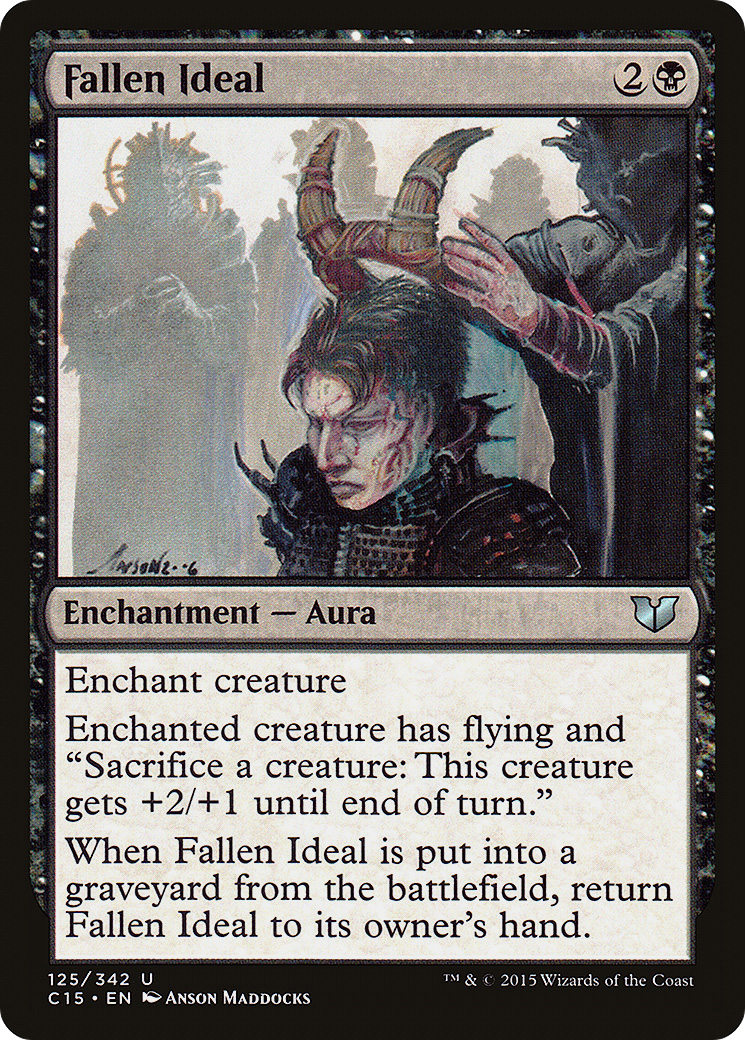 Fallen Ideal 2
Enchantment — Aura
Enchant creature
Enchanted creature has flying and
“Sacrifice a creature: This creature
gets +2/+1 until end of turn.”
When Fallen Ideal is put into a
graveyard from the battlefield, return
Fallen Ideal to its owner’s hand.
125/342 U
™ & © 2015 Wizards of the Coast
C15 • EN Anson Maddocks